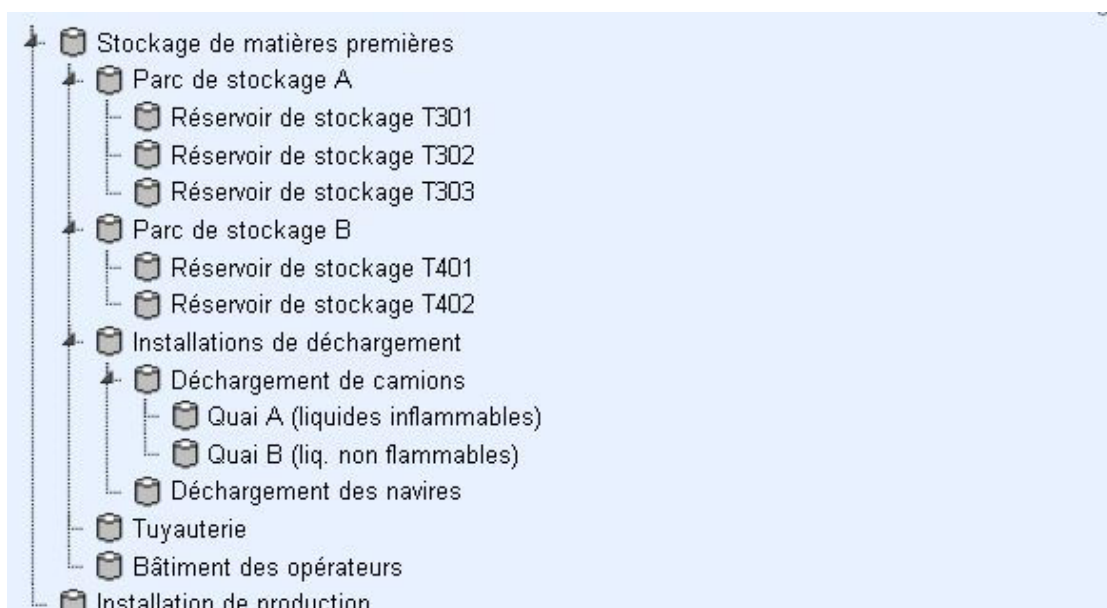 Stockage de matières premières
Parc de stockage A
Réservoir de stockage T301
Réservoir de stockage T302
Réservoir de stockage T303
Parc de stockage B
Réservoir de stockage T401
Réservoir de stockage T402
Installations de déchargement
Déchargement de camions
Quai A (liquides inflammables)
Quai B (liq. non flammables)
Déchargement des navires
Tuyauterie
Bâtiment des opérateurs
Installation de production